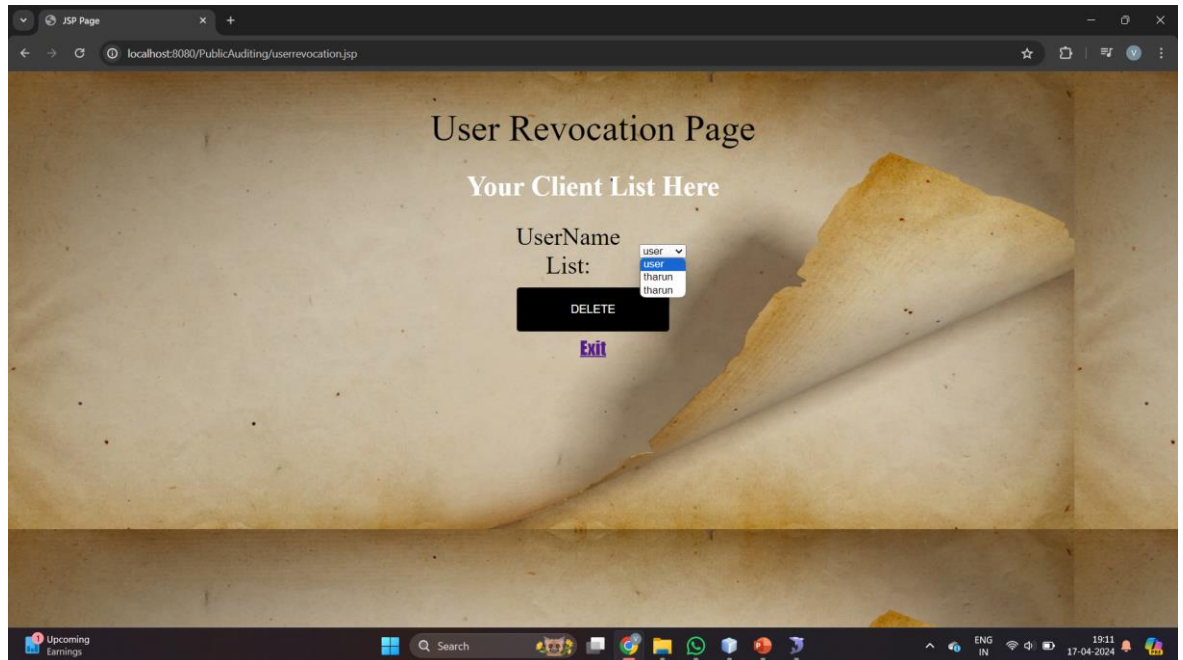 JSP Page
localhost:8080/PublicAuditing/userrevocation.jsp
V
User Revocation Page
Your Client List Here
UserName
List:
user
user
tharun
tharun
DELETE
Exit
1
Upcoming
Earnings
Search
ENG
IN
19:11
17-04-2024